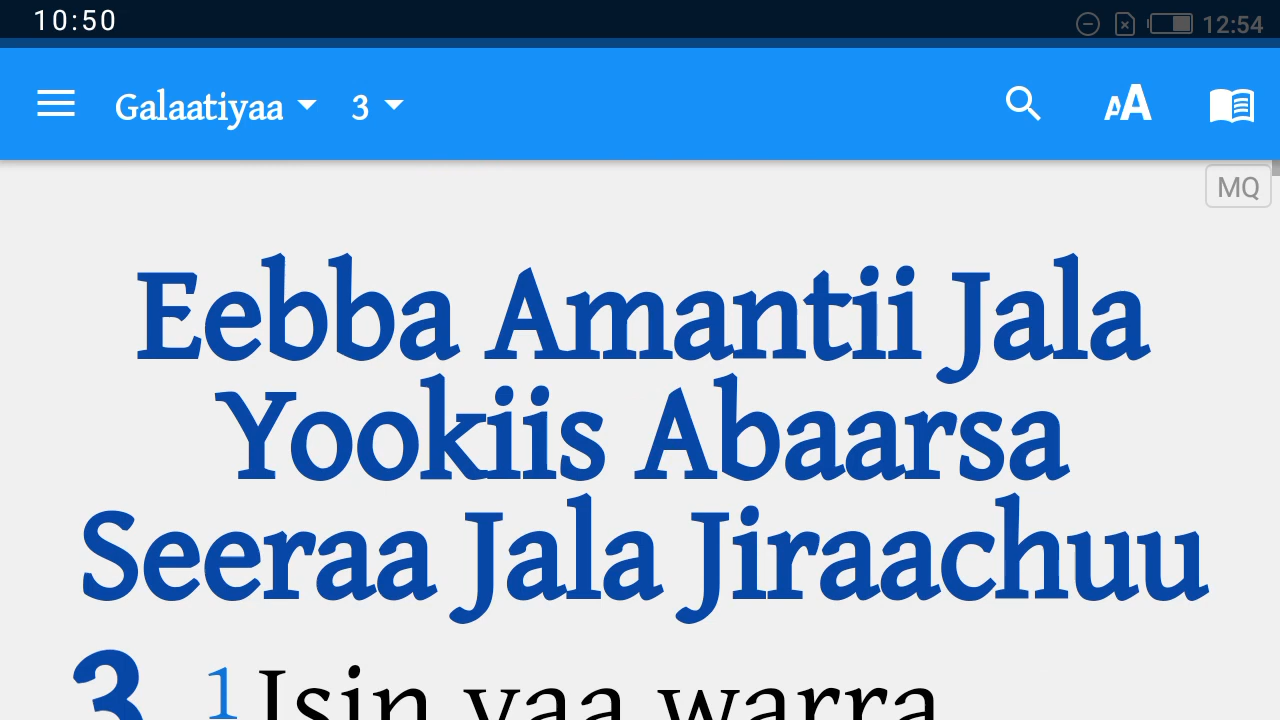 10:50
12:54
Galaatiyaa 3
MQ
Eebba Amantii Jala
Yookiis Abaarsa
Seeraa Jala Jiraachuu
3 1 Isin yaa warra